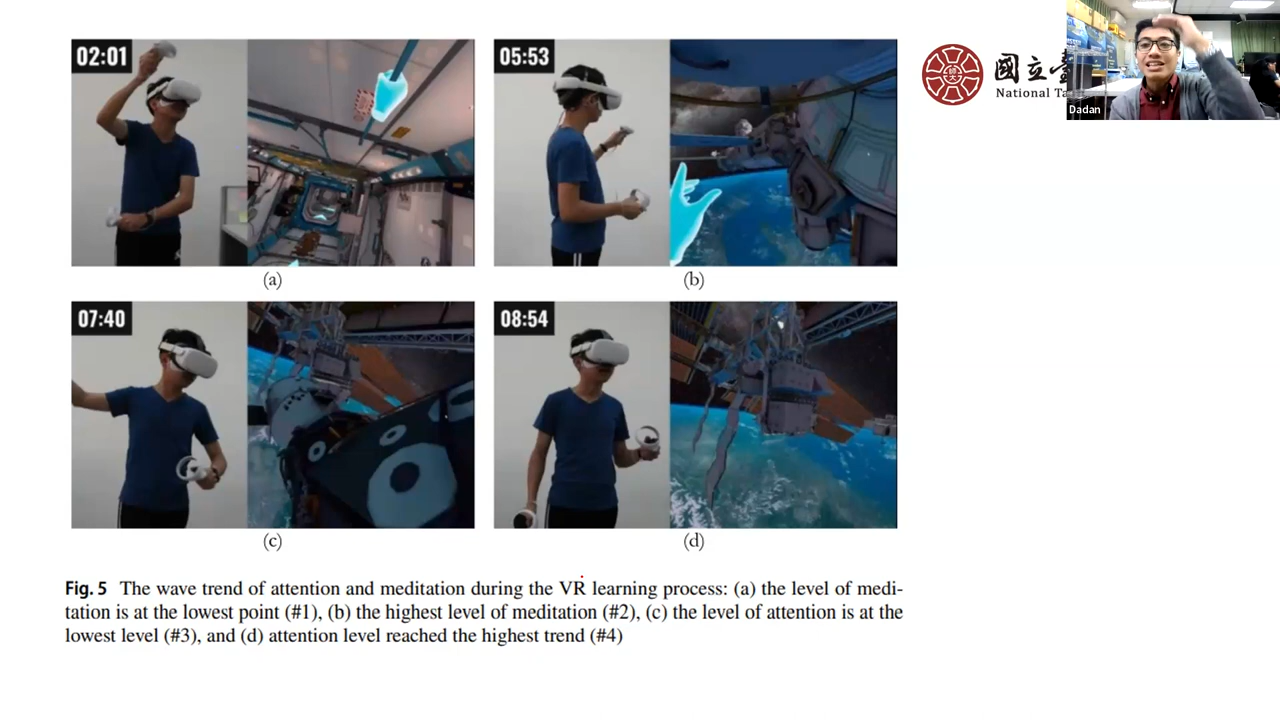 02:01
05:53
國立臺
National Ta
Dadan
(a)
(b)
07:40
08:54
(c)
(d)
Fig. 5 The wave trend of attention and meditation during the VR learning process: (a) the level of medi-
tation is at the lowest point (#1), (b) the highest level of meditation (#2), (c) the level of attention is at the
lowest level (#3), and (d) attention level reached the highest trend (#4)